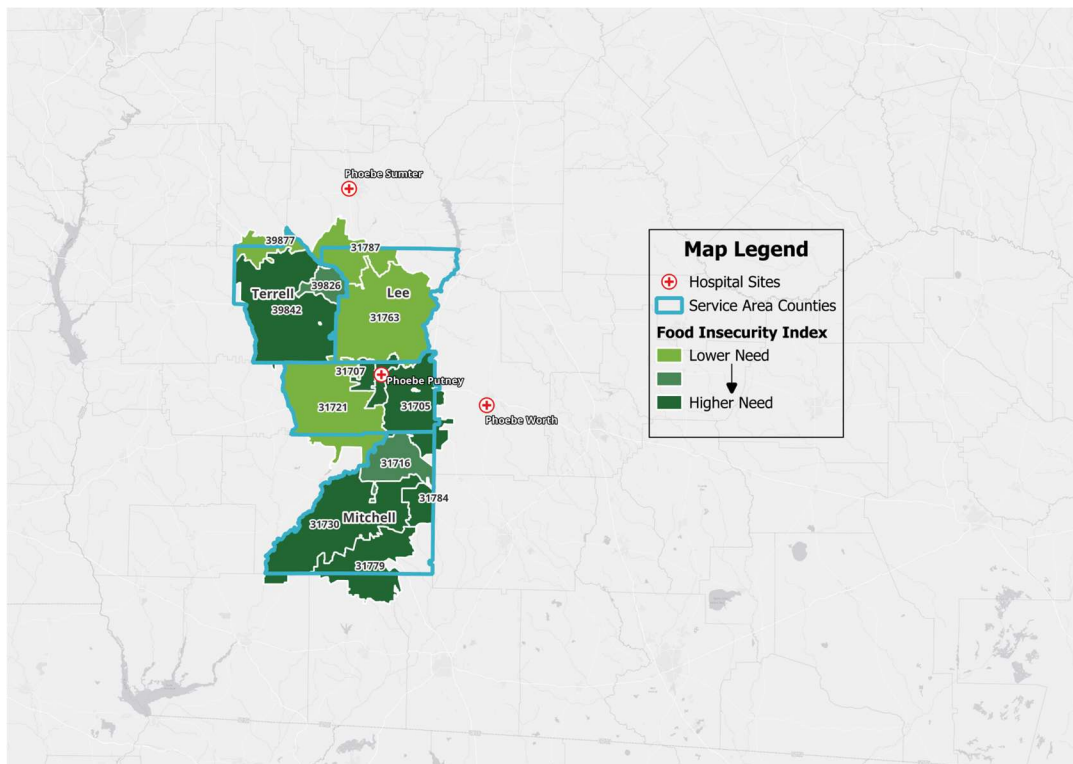 Phoebe Sumter
39877
31787
39826
Terrell
Lee
39842
31763
31707
Phoebe Putney
31721
31705
Phoebe Worth
31716
31784
31730
Mitchell
31779
Map Legend
Hospital Sites
Service Area Counties
Food Insecurity Index
Lower Need
Higher Need